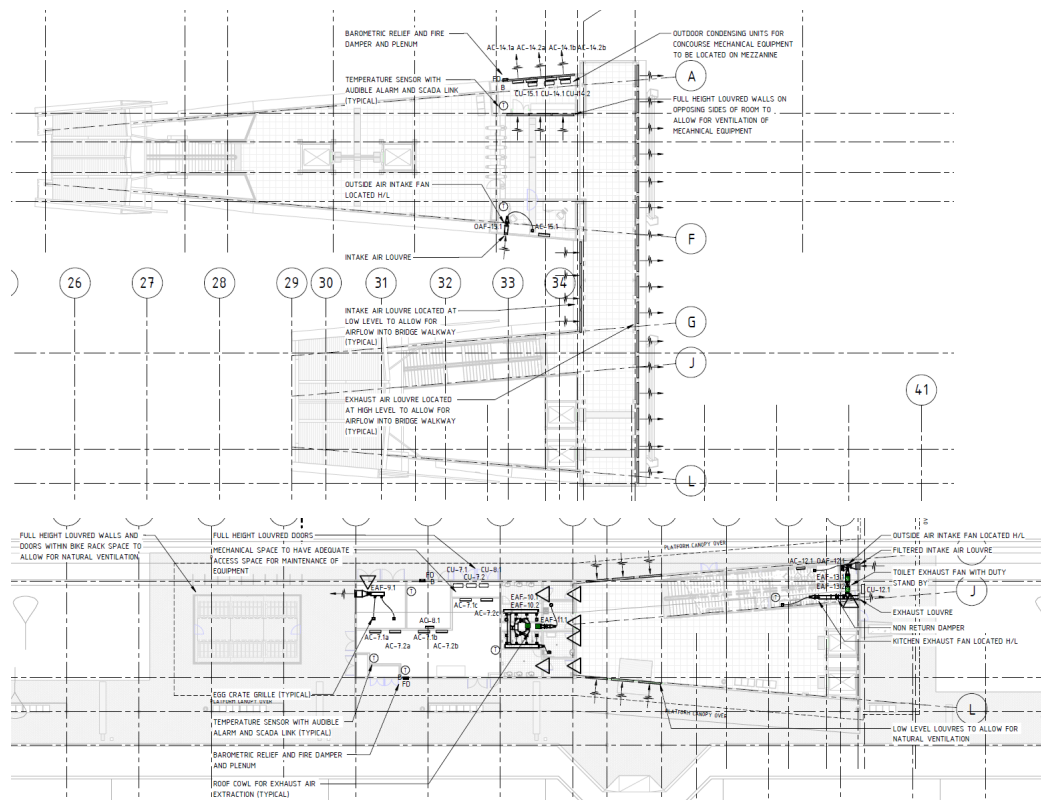 BAROMETRIC RELIEF AND FIRE
DAMPER AND PLENUM
AC-14.1a AC-14.2a AC-14.1b AC-14.2b
OUTDOOR CONDENSING UNITS FOR
CONCOURSE MECHANICAL EQUIPMENT
TO BE LOCATED ON MEZZANINE
A
TEMPERATURE SENSOR WITH
AUDIBLE ALARM AND SCADA LINK
(TYPICAL)
FD
B
CU-15.1 CU-14.1 CU-14.2
T
FULL HEIGHT LOUVRED WALLS ON
OPPOSING SIDES OF ROOM TO
ALLOW FOR VENTILATION OF
MECAHNICAL EQUIPMENT
OUTSIDE AIR INTAKE FAN
LOCATED H/L
T
OAF-15.1
AC-15.1
F
INTAKE AIR LOUVRE
26
27
28
29
30
31
32
33
34
INTAKE AIR LOUVRE LOCATED AT
LOW LEVEL TO ALLOW FOR
AIRFLOW INTO BRIDGE WALKWAY
(TYPICAL)
G
J
EXHAUST AIR LOUVRE LOCATED
AT HIGH LEVEL TO ALLOW FOR
AIRFLOW INTO BRIDGE WALKWAY
(TYPICAL)
41
L
FULL HEIGHT LOUVRED WALLS AND
DOORS WITHIN BIKE RACK SPACE TO
ALLOW FOR NATURAL VENTILATION
FULL HEIGHT LOUVRED DOORS
MECHANICAL SPACE TO HAVE ADEQUATE
ACCESS SPACE FOR MAINTENANCE OF
EQUIPMENT
PLATFORM CANOPY OVER
OUTSIDE AIR INTAKE FAN LOCATED H/L
FILTERED INTAKE AIR LOUVRE
TOILET EXHAUST FAN WITH DUTY
STAND BY
CU-7.1
CU-8.1
CU-7.2
FD
B
EAF-9.1
T
AC-7.1c
AC-7.2c
EAF-10.1
EAF-10.2
EAF-11.1
IAC-12.1
OAF-12.1
EAF-13.1
EAF-13.2
CU-12.1
T
J
EXHAUST LOUVRE
NON RETURN DAMPER
KITCHEN EXHAUST FAN LOCATED H/L
AC-7.1a
AC-7.2a
AC-7.1b
AC-7.2b
T
T
FD
EGG CRATE GRILLE (TYPICAL)
PLATFORM CANOPY OVER
PLATFORM CANOPY OVER
L
TEMPERATURE SENSOR WITH AUDIBLE
ALARM AND SCADA LINK (TYPICAL)
LOW LEVEL LOUVRES TO ALLOW FOR
NATURAL VENTILATION
BAROMETRIC RELIEF AND FIRE DAMPER
AND PLENUM
ROOF COWL FOR EXHAUST AIR
EXTRACTION (TYPICAL)